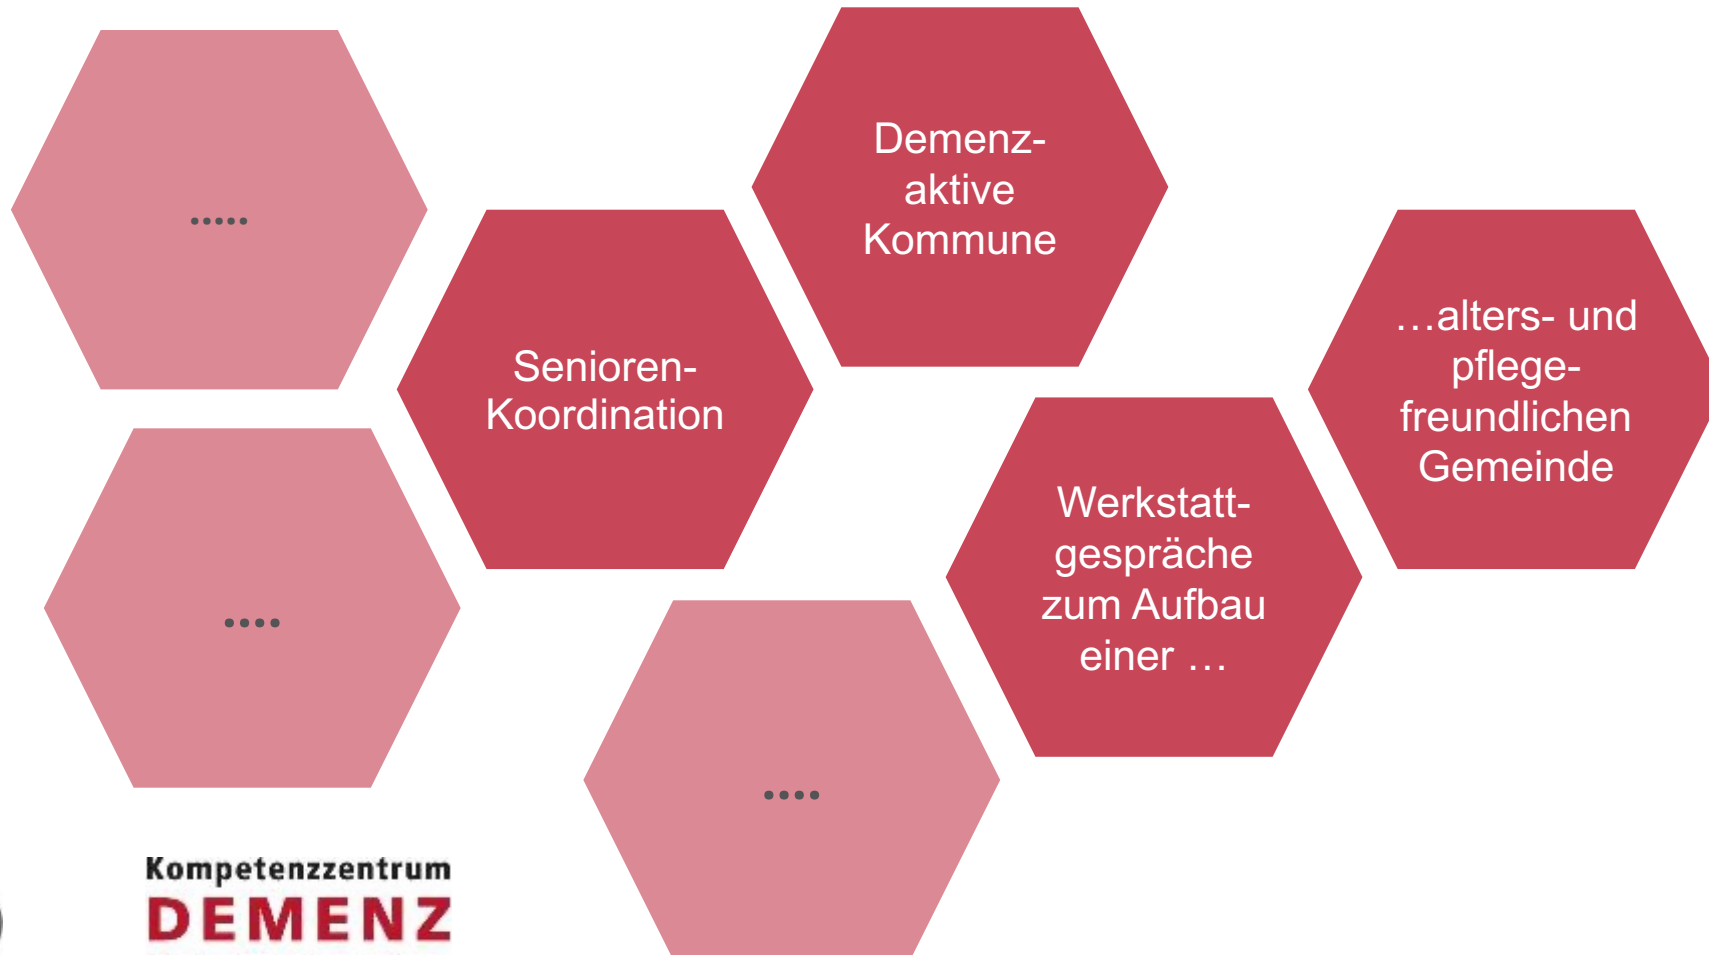 .....
Senioren-
Koordination
....
Demenz-
aktive
Kommune
Werkstatt-
gespräche
zum Aufbau
einer …
…alters- und
pflege-
freundlichen
Gemeinde
....
Kompetenzzentrum
DEMENZ